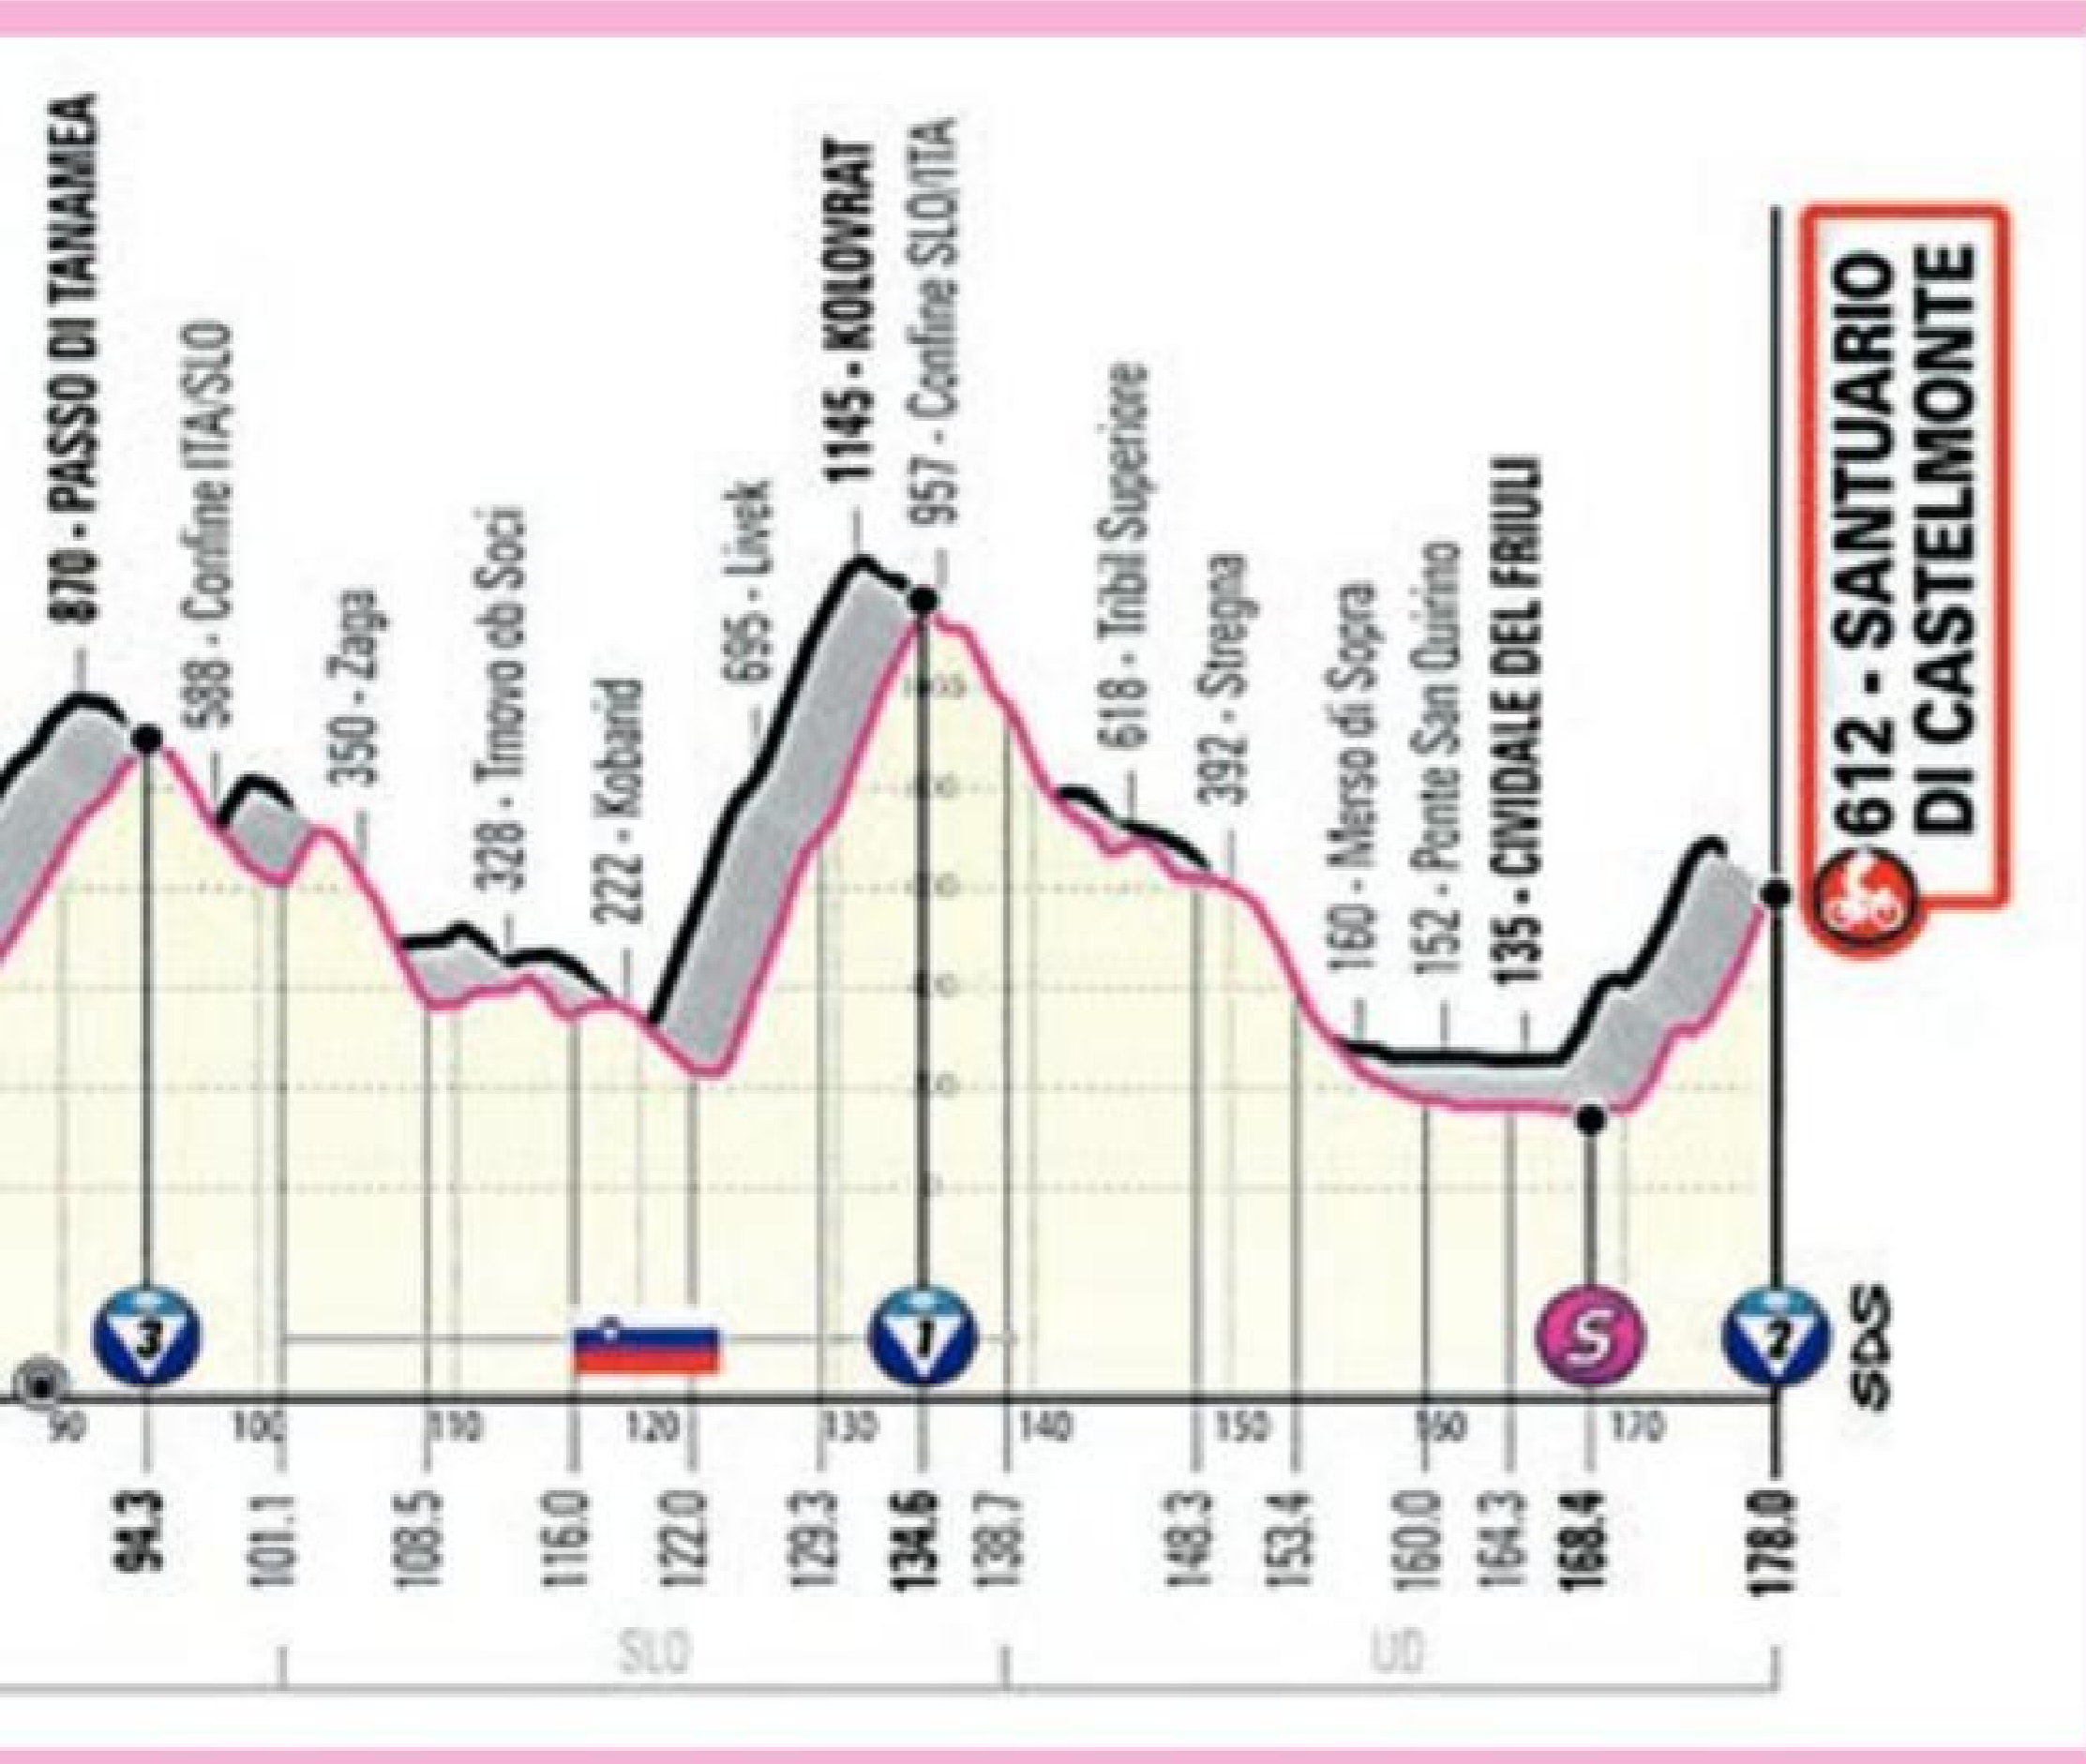 870 - PASSO DI TANAMEA
588 - Confine ITA/SLO
350 - Žaga
328 - Trnovo ob Soci
222 - Kobarid
695 - Livek
1145 - KOLOVRAT
957 - Confine SLO/ITA
618 - Tribil Superiore
392 - Stregna
160 - Merso di Sopra
152 - Ponte San Quirino
135 - CIVIDALE DEL FRIULI
612 - SANTUARIO
DI CASTELMONTE
3
1
S
2
SDS
90
100
110
120
130
140
150
160
170
94.3
101.1
108.5
116.0
122.0
129.3
134.6
138.7
148.3
153.4
160.0
164.3
168.4
178.0
SLO
UD